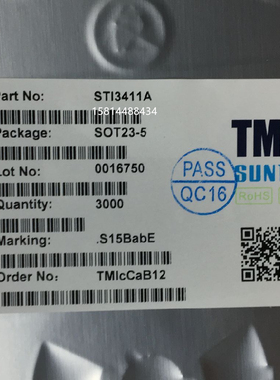 Part No: STI3411A
15814488434
Package: SOT23-5
Lot No: 0016750
TM
SUN
PASS
QC16
RoHS
Quantity: 3000
Marking: .S15BabE
Order No: TMIcCaB12